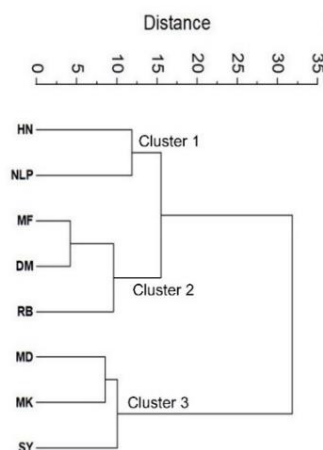 Distance
0 5 10 15 20 25 30 35
HN
Cluster 1
NLP
MF
DM
Cluster 2
RB
MD
MK
Cluster 3
SY